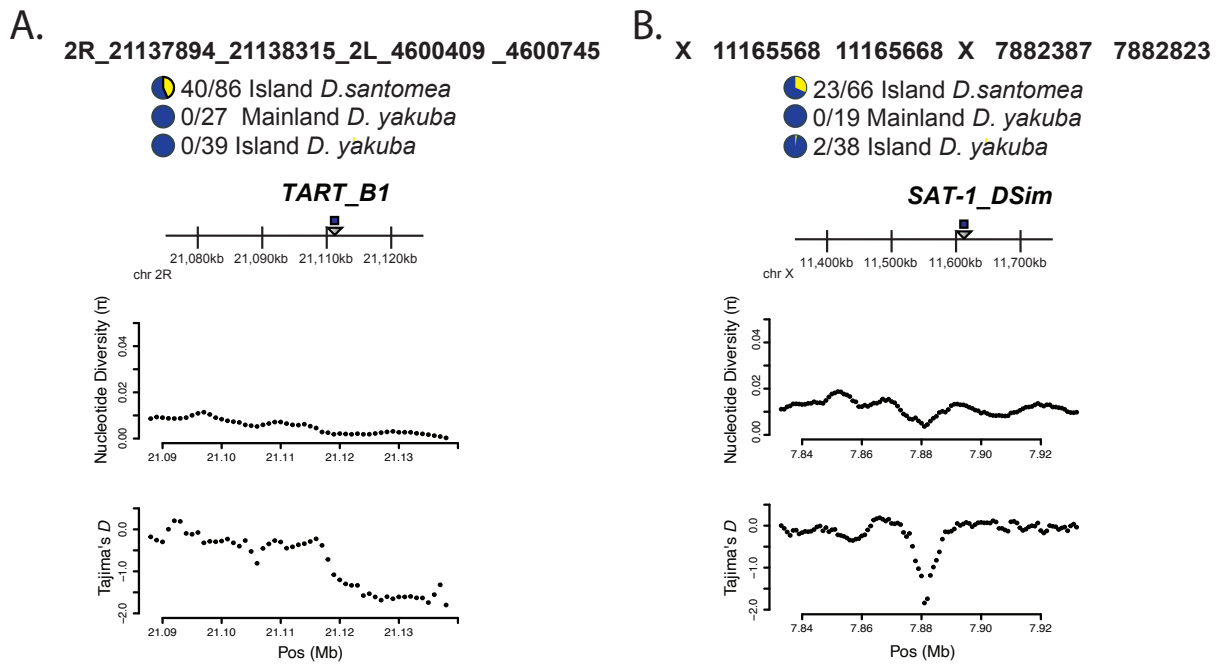 A.
2R_21137894_21138315_2L_4600409 _4600745
40/86 Island D.santomea
0/27 Mainland D. yakuba
0/39 Island D. yakuba
TART_B1
21,080kb 21,090kb 21,110kb 21,120kb
chr 2R
Nucleotide Diversity (π)
0.04
0.02
0.00
21.09 21.10 21.11 21.12 21.13
Tajima's D
0.0
−1.0
−2.0
21.09 21.10 21.11 21.12 21.13
Pos (Mb)
B.
X 11165568 11165668 X 7882387 7882823
23/66 Island D.santomea
0/19 Mainland D. yakuba
2/38 Island D. yakuba
SAT-1_DSim
11,400kb 11,500kb 11,600kb 11,700kb
chr X
Nucleotide Diversity (π)
0.04
0.02
0.00
7.84 7.86 7.88 7.90 7.92
Tajima's D
0.0
−1.0
−2.0
7.84 7.86 7.88 7.90 7.92
Pos (Mb)